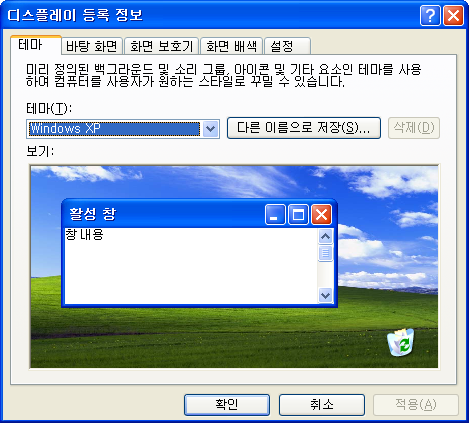 디스플레이 등록 정보
테마 바탕 화면 화면 보호기 화면 배색 설정
미리 정의된 백그라운드 및 소리 그룹, 아이콘 및 기타 요소인 테마를 사용
하여 컴퓨터를 사용자가 원하는 스타일로 꾸밀 수 있습니다.
테마(T):
Windows XP 다른 이름으로 저장(S)... 삭제(D)
보기:
활성 창
창 내용
확인 취소 적용(A)